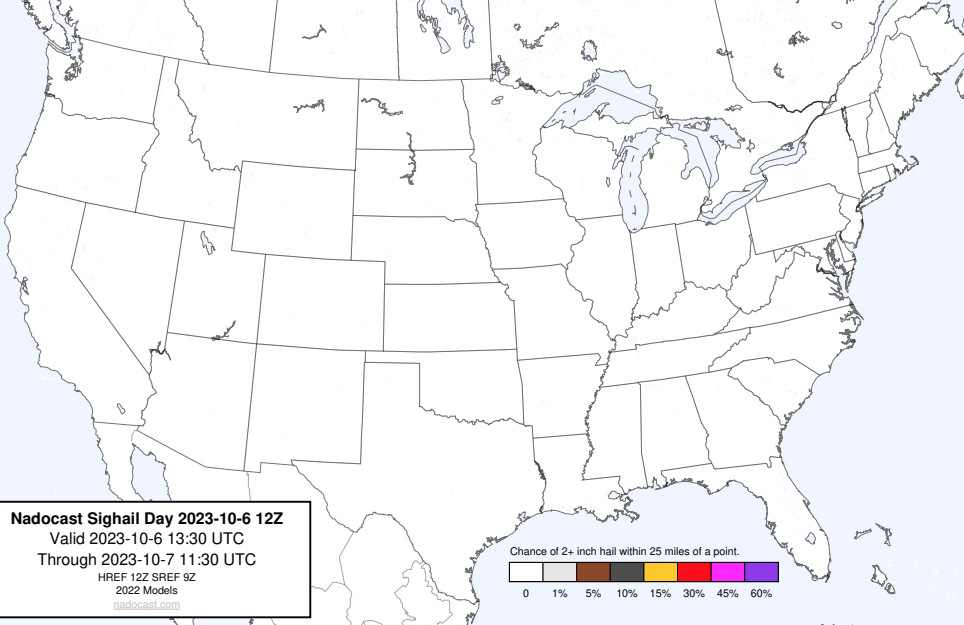 Nadocast Sighail Day 2023-10-6 12Z
Valid 2023-10-6 13:30 UTC
Through 2023-10-7 11:30 UTC
HREF 12Z SREF 9Z
2022 Models
nadocast.com
Chance of 2+ inch hail within 25 miles of a point.
0 1% 5% 10% 15% 30% 45% 60%